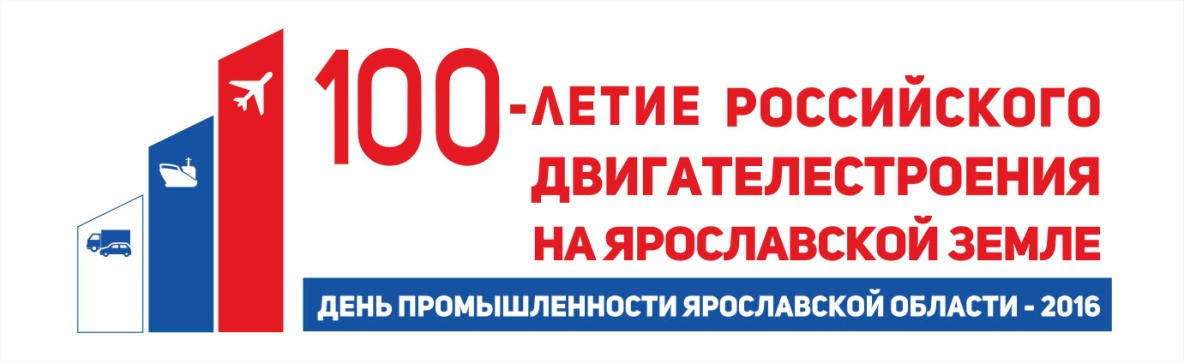 100-ЛЕТИЕ РОССИЙСКОГО
ДВИГАТЕЛЕСТРОЕНИЯ
НА ЯРОСЛАВСКОЙ ЗЕМЛЕ
ДЕНЬ ПРОМЫШЛЕННОСТИ ЯРОСЛАВСКОЙ ОБЛАСТИ - 2016